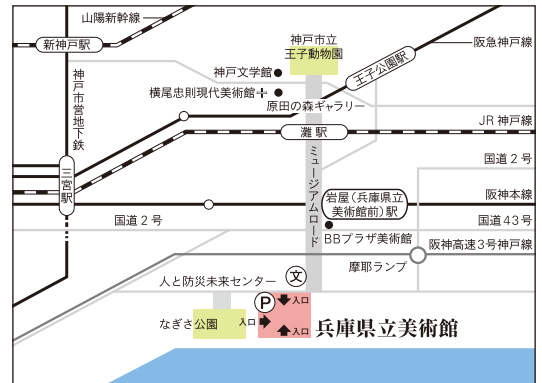 山陽新幹線
新神戸駅
神戸市立
王子動物園
阪急神戸線
王子公園駅
神戸文学館
横尾忠則現代美術館
原田の森ギャラリー
神戸市営地下鉄
JR神戸線
灘駅
ミュージアムロード
国道2号
三宮駅
岩屋（兵庫県立
美術館前）駅
阪神本線
国道2号
国道43号
BBプラザ美術館
阪神高速3号神戸線
摩耶ランプ
文
人と防災未来センター
P
入口
なぎさ公園
入口
入口
兵庫県立美術館